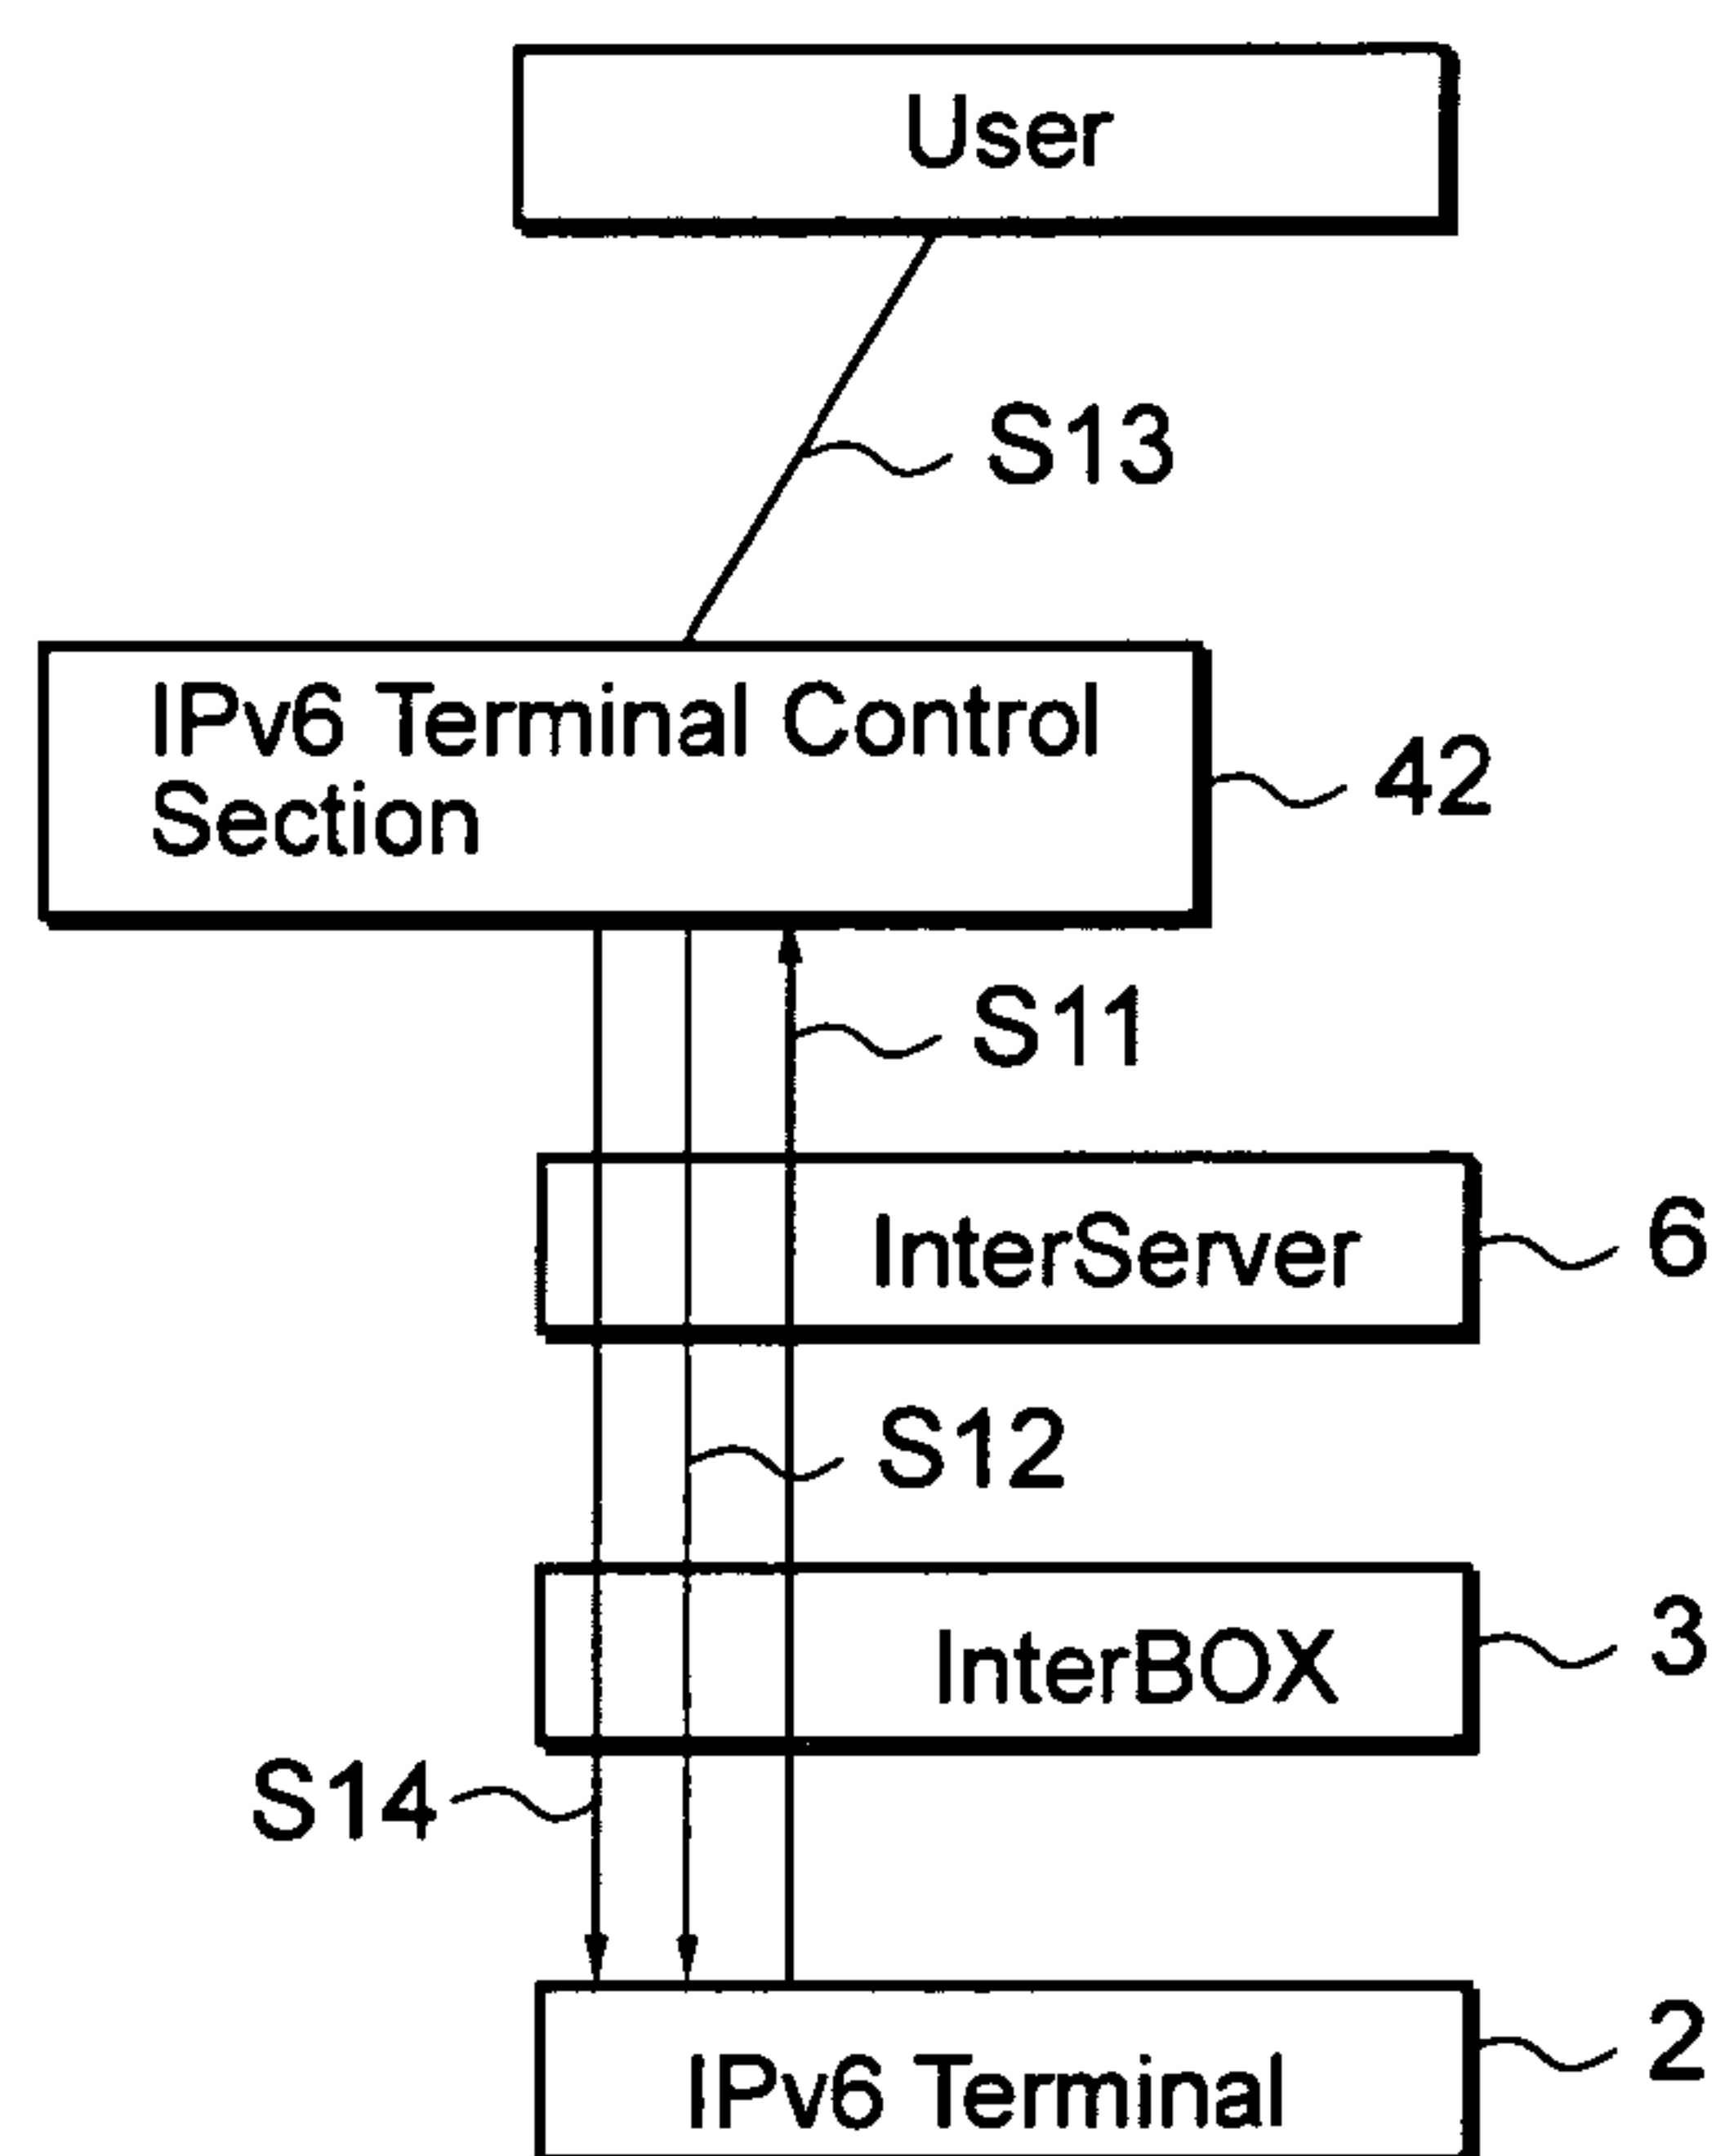 User
S13
IPv6 Terminal Control
Section
42
S11
InterServer
6
S12
InterBOX
3
S14
IPv6 Terminal
2